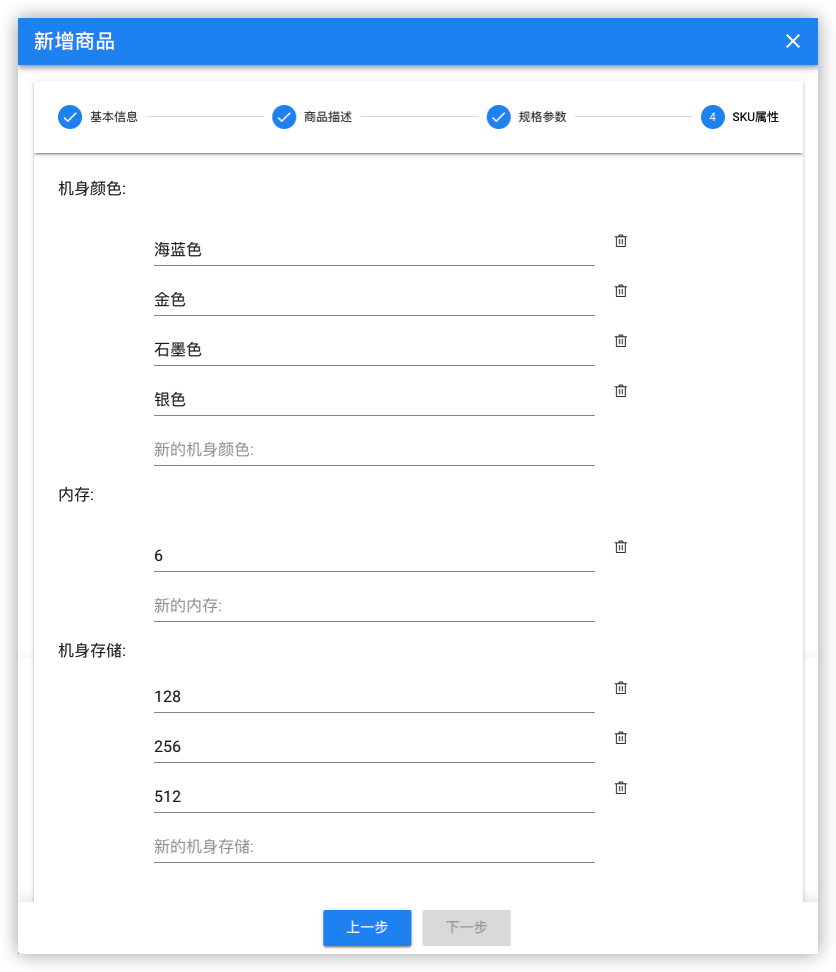 新增商品
基本信息 商品描述 规格参数 4 SKU属性
机身颜色:
海蓝色
金色
石墨色
银色
新的机身颜色:
内存:
6
新的内存:
机身存储:
128
256
512
新的机身存储:
上一步 下一步